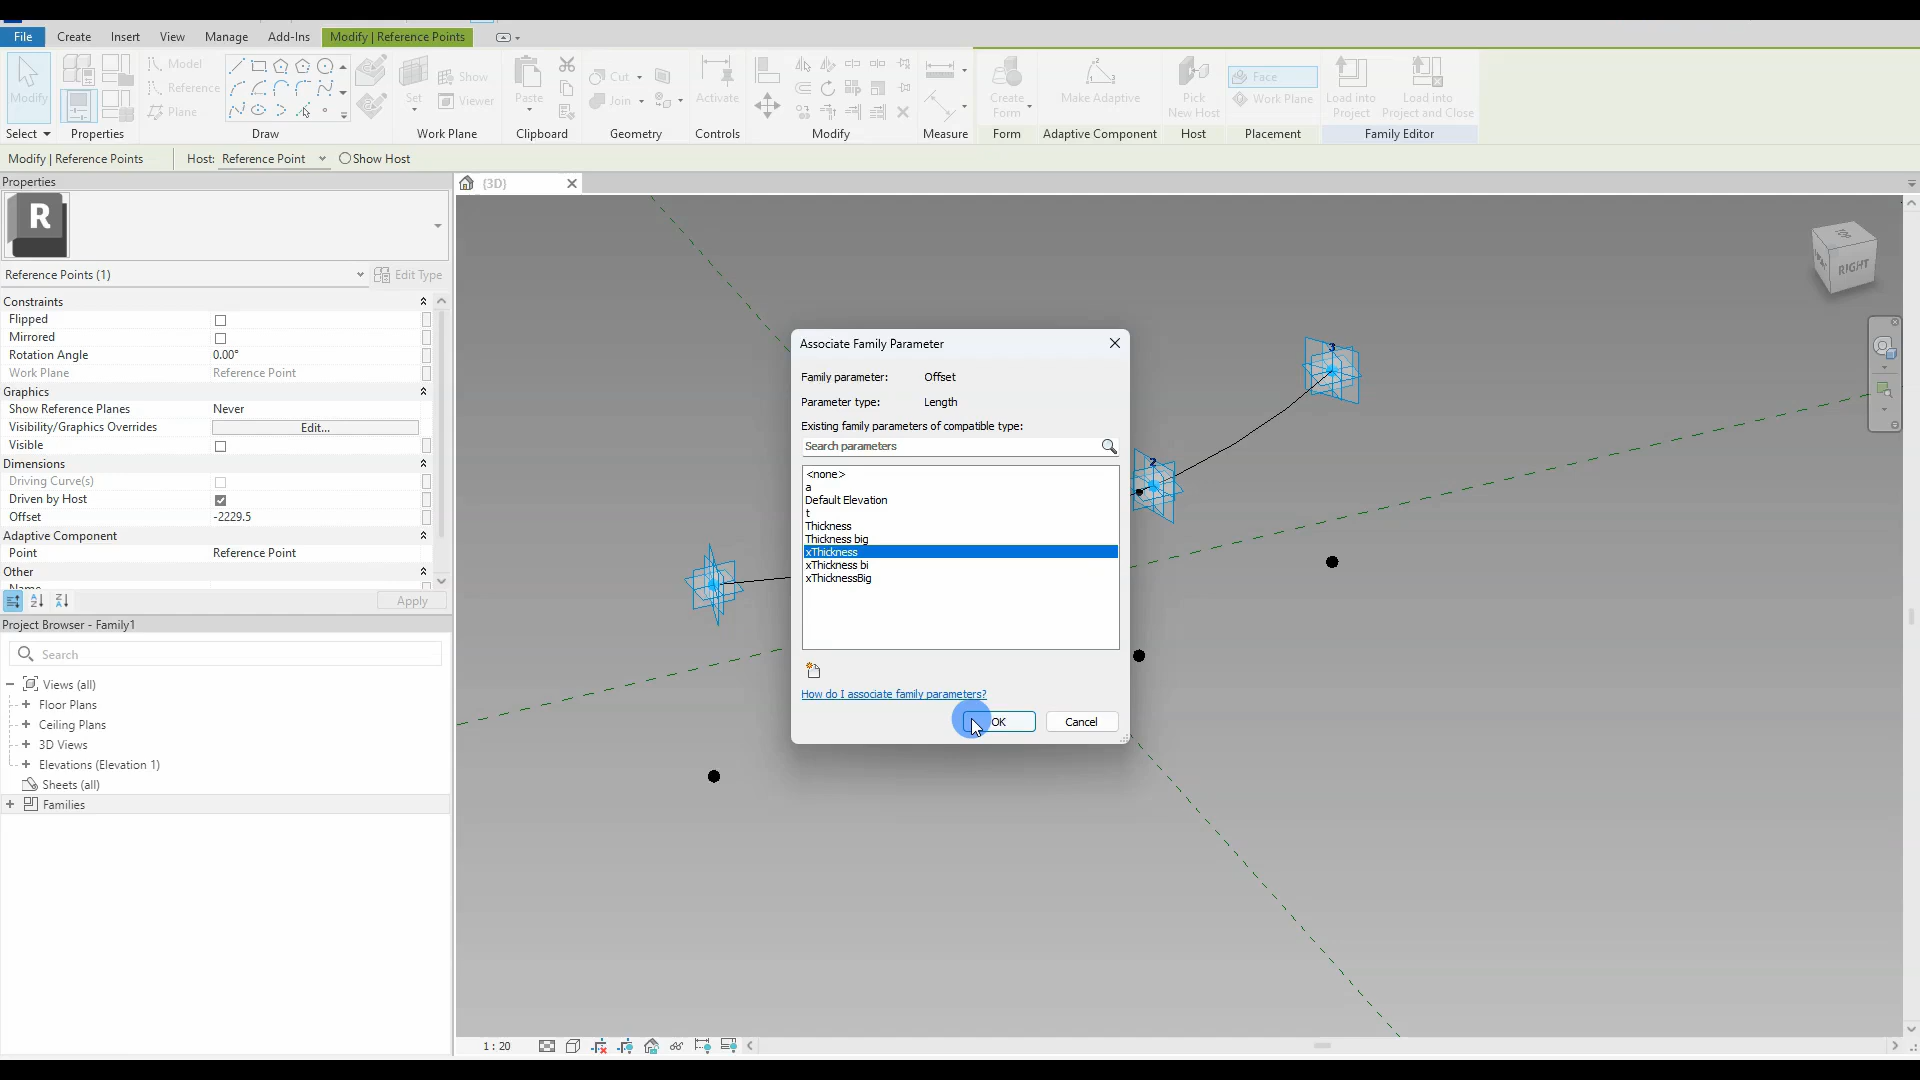 File Create Insert View Manage Add-Ins Modify | Reference Points
Modify
Model
Reference
Plane
Set
Show
Viewer
Paste
Cut
Join
Activate
Create Form
Make Adaptive
Pick New Host
Face
Work Plane
Load into Project
Load into Project and Close
Select Properties Draw Work Plane Clipboard Geometry Controls Modify Measure Form Adaptive Component Host Placement Family Editor
Modify | Reference Points Host: Reference Point Show Host
Properties
{3D}
R
Reference Points (1) Edit Type
Constraints
Flipped
Mirrored
Rotation Angle 0.00°
Work Plane Reference Point
Graphics
Show Reference Planes Never
Visibility/Graphics Overrides Edit...
Visible
Dimensions
Driving Curve(s)
Driven by Host
Offset -2229.5
Adaptive Component
Point Reference Point
Other
Apply
Project Browser - Family1
Search
Views (all)
Floor Plans
Ceiling Plans
3D Views
Elevations (Elevation 1)
Sheets (all)
Families
Associate Family Parameter
Family parameter: Offset
Parameter type: Length
Existing family parameters of compatible type:
Search parameters
<none>
a
Default Elevation
t
Thickness
Thickness big
xThickness
xThickness bi
xThicknessBig
How do I associate family parameters?
OK Cancel
3
2
TOP
RIGHT
1 : 20